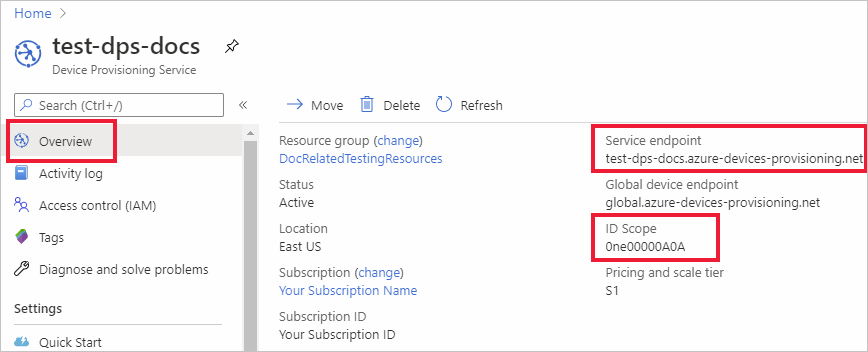 Home >
test-dps-docs
Device Provisioning Service
Search (Ctrl+/)
«
Overview
Activity log
Access control (IAM)
Tags
Diagnose and solve problems
Settings
Quick Start
Move
Delete
Refresh
Resource group (change)
DocRelatedTestingResources
Status
Active
Location
East US
Subscription (change)
Your Subscription Name
Subscription ID
Your Subscription ID
Service endpoint
test-dps-docs.azure-devices-provisioning.net
Global device endpoint
global.azure-devices-provisioning.net
ID Scope
0ne00000A0A
Pricing and scale tier
S1